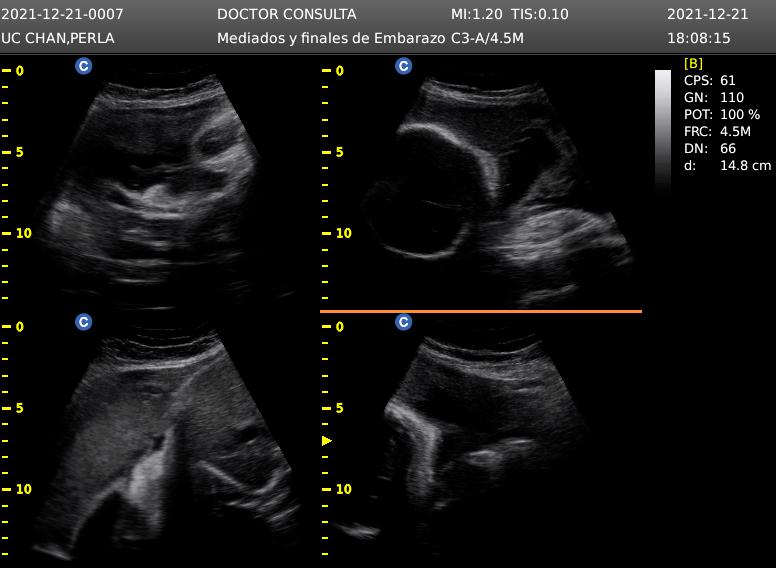 2021-12-21-0007 DOCTOR CONSULTA MI:1.20 TIS:0.10 2021-12-21
UC CHAN,PERLA Mediados y finales de Embarazo C3-A/4.5M 18:08:15
C C [B]
0 0 CPS: 61
GN: 110
POT: 100 %
FRC: 4.5M
5 5 DN: 66
d: 14.8 cm
10 10
C C
0 0
5 5
10 10